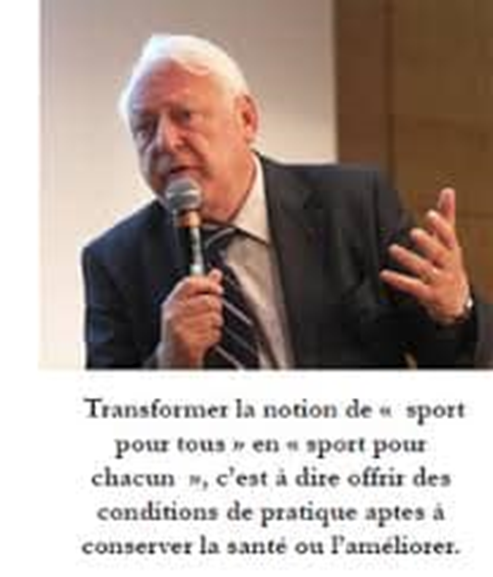 Transformer la notion de « sport
pour tous » en « sport pour
chacun », c'est à dire offrir des
conditions de pratique aptes à
conserver la santé ou l'améliorer.